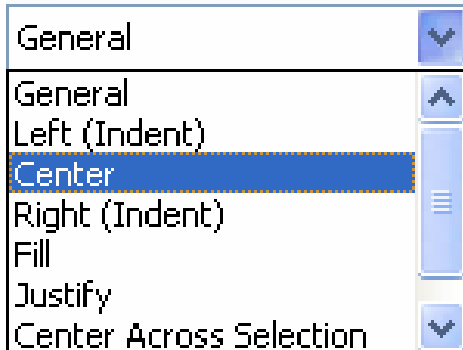 General
General
Left (Indent)
Center
Right (Indent)
Fill
Justify
Center Across Selection